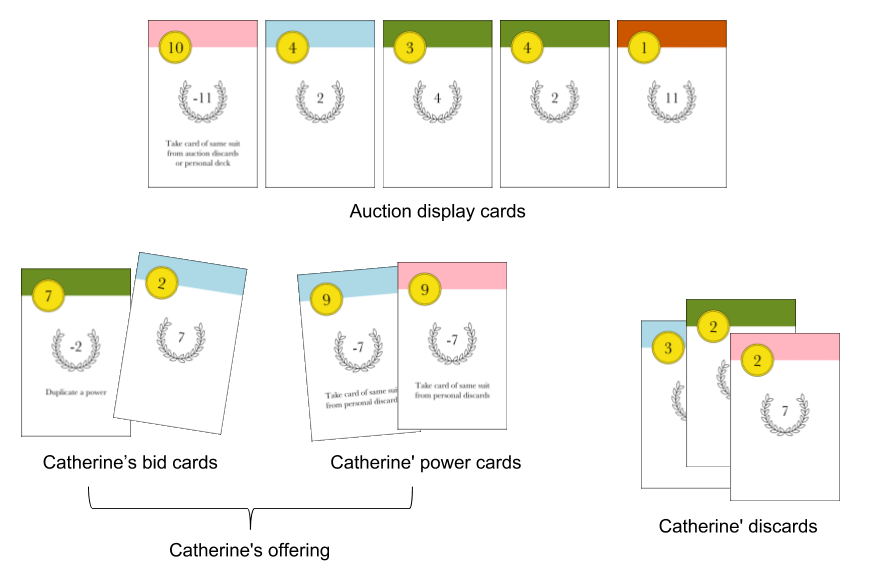 10
4
3
4
1
-11
2
4
2
11
Take card of same suit
from auction discards
or personal deck
Auction display cards
7
2
9
9
-2
7
-7
-7
Duplicate a power
Take card of same sui
from personal discard
Take card of same suit
from personal discards
3
2
2
7
Catherine’s bid cards
Catherine' power cards
Catherine' discards
Catherine's offering